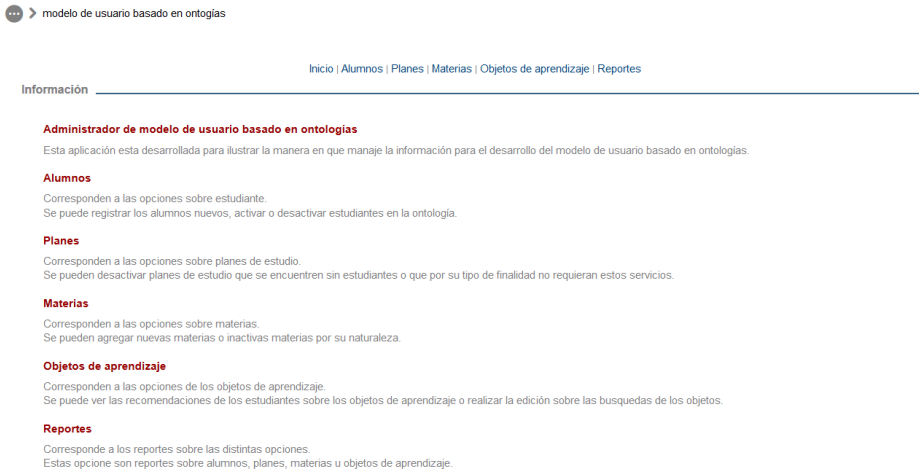 modelo de usuario basado en ontogías
Inicio | Alumnos | Planes | Materias | Objetos de aprendizaje | Reportes
Información
Administrador de modelo de usuario basado en ontologías
Esta aplicación esta desarrollada para ilustrar la manera en que maneje la información para el desarrollo del modelo de usuario basado en ontologías.
Alumnos
Corresponden a las opciones sobre estudiante.
Se puede registrar los alumnos nuevos, activar o desactivar estudiantes en la ontología.
Planes
Corresponden a las opciones sobre planes de estudio.
Se pueden desactivar planes de estudio que se encuentren sin estudiantes o que por su tipo de finalidad no requieran estos servicios.
Materias
Corresponden a las opciones sobre materias.
Se pueden agregar nuevas materias o inactivas materias por su naturaleza.
Objetos de aprendizaje
Corresponden a las opciones de los objetos de aprendizaje.
Se puede ver las recomendaciones de los estudiantes sobre los objetos de aprendizaje o realizar la edición sobre las busquedas de los objetos.
Reportes
Corresponde a los reportes sobre las distintas opciones.
Estas opcione son reportes sobre alumnos, planes, materias u objetos de aprendizaje.